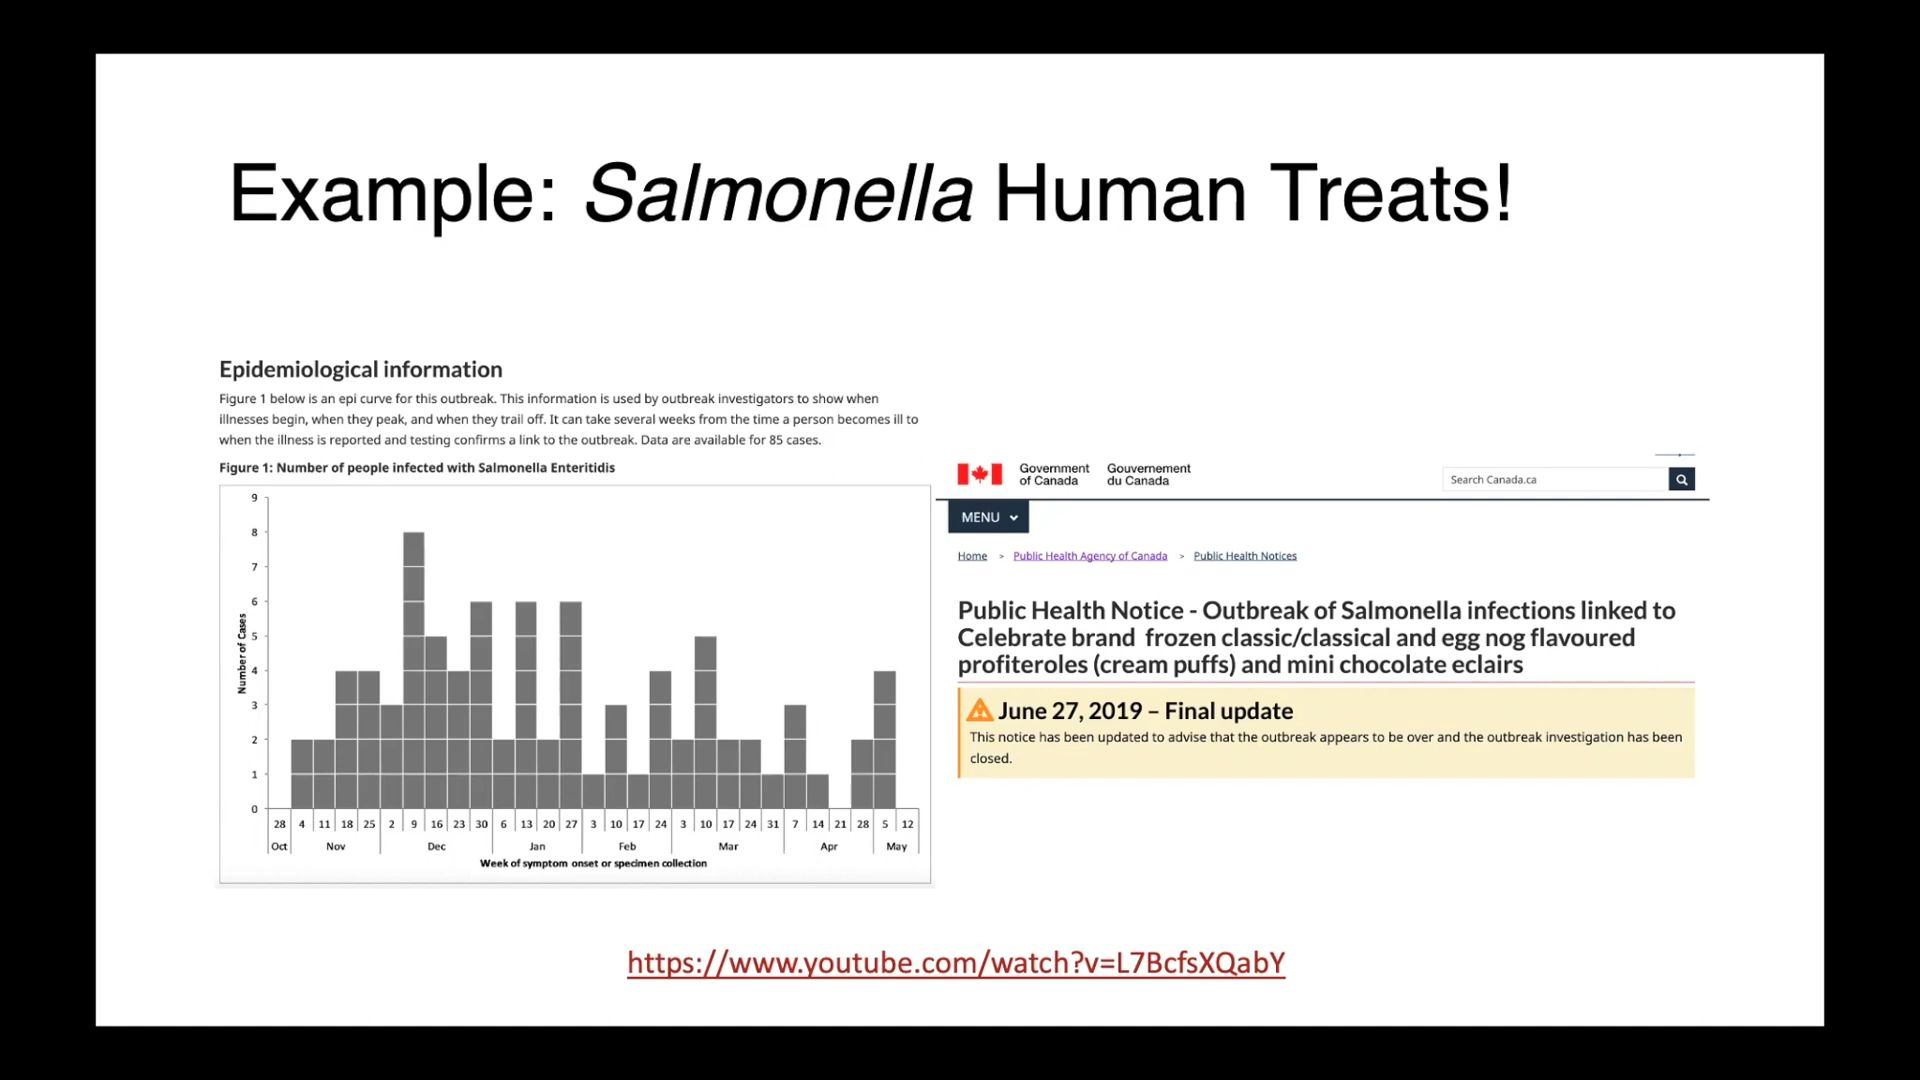 Example: Salmonella Human Treats!
Epidemiological information
Figure 1 below is an epi curve for this outbreak. This information is used by outbreak investigators to show when
illnesses begin, when they peak, and when they trail off. It can take several weeks from the time a person becomes ill to
when the illness is reported and testing confirms a link to the outbreak. Data are available for 85 cases.
Figure 1: Number of people infected with Salmonella Enteritidis
9
8
7
6
5
4
3
2
1
0
Number of Cases
28 4 11 18 25 2 9 16 23 30 6 13 20 27 3 10 17 24 3 10 17 24 31 7 14 21 28 5 12
Oct Nov Dec Jan Feb Mar Apr May
Week of symptom onset or specimen collection
Government of Canada
Gouvernement du Canada
Search Canada.ca
MENU
Home > Public Health Agency of Canada > Public Health Notices
Public Health Notice - Outbreak of Salmonella infections linked to
Celebrate brand frozen classic/classical and egg nog flavoured
profiteroles (cream puffs) and mini chocolate eclairs
June 27, 2019 – Final update
This notice has been updated to advise that the outbreak appears to be over and the outbreak investigation has been
closed.
https://www.youtube.com/watch?v=L7BcfsXQabY